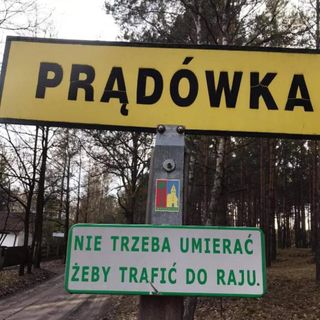 PRĄDÓWKA
NIE TRZEBA UMIERAĆ
ŻEBY TRAFIĆ DO RAJU.